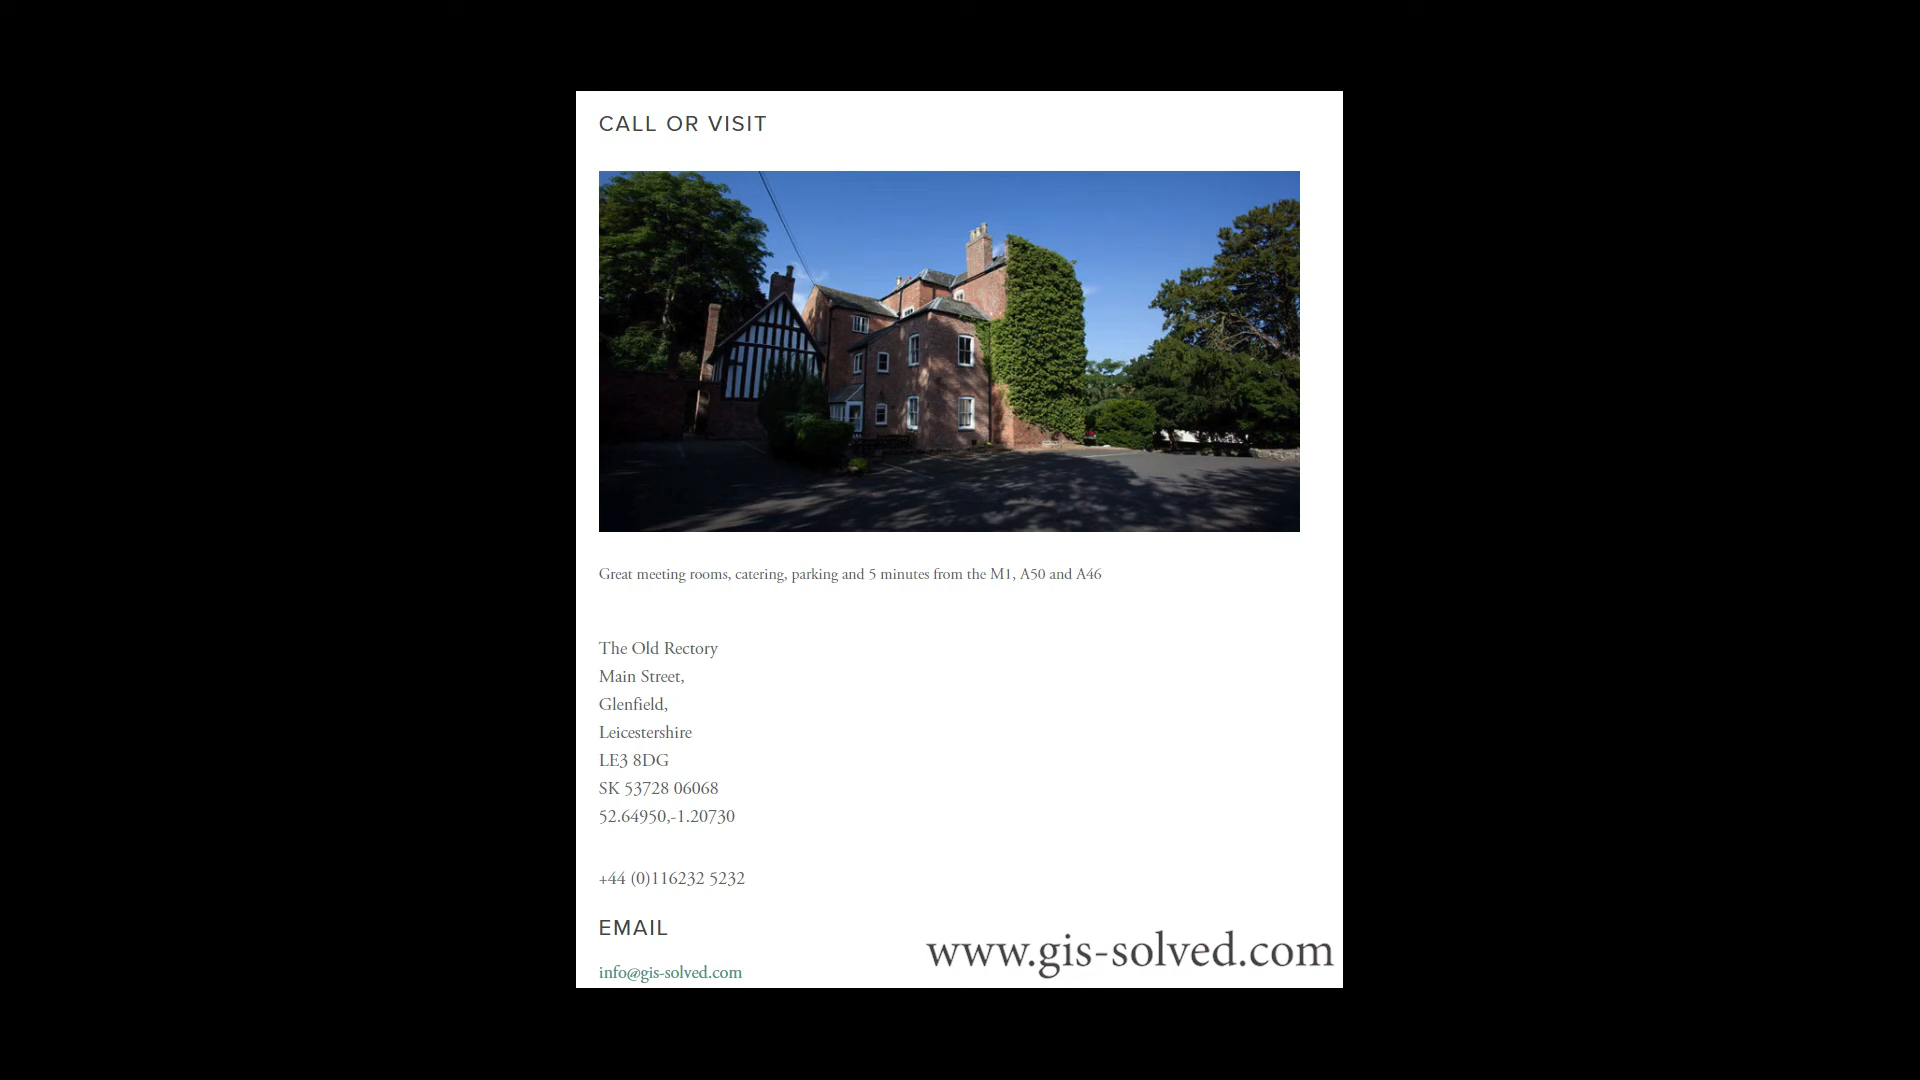 CALL OR VISIT
Great meeting rooms, catering, parking and 5 minutes from the M1, A50 and A46
The Old Rectory
Main Street,
Glenfield,
Leicestershire
LE3 8DG
SK 53728 06068
52.64950,-1.20730
+44 (0)116232 5232
EMAIL
info@gis-solved.com
www.gis-solved.com